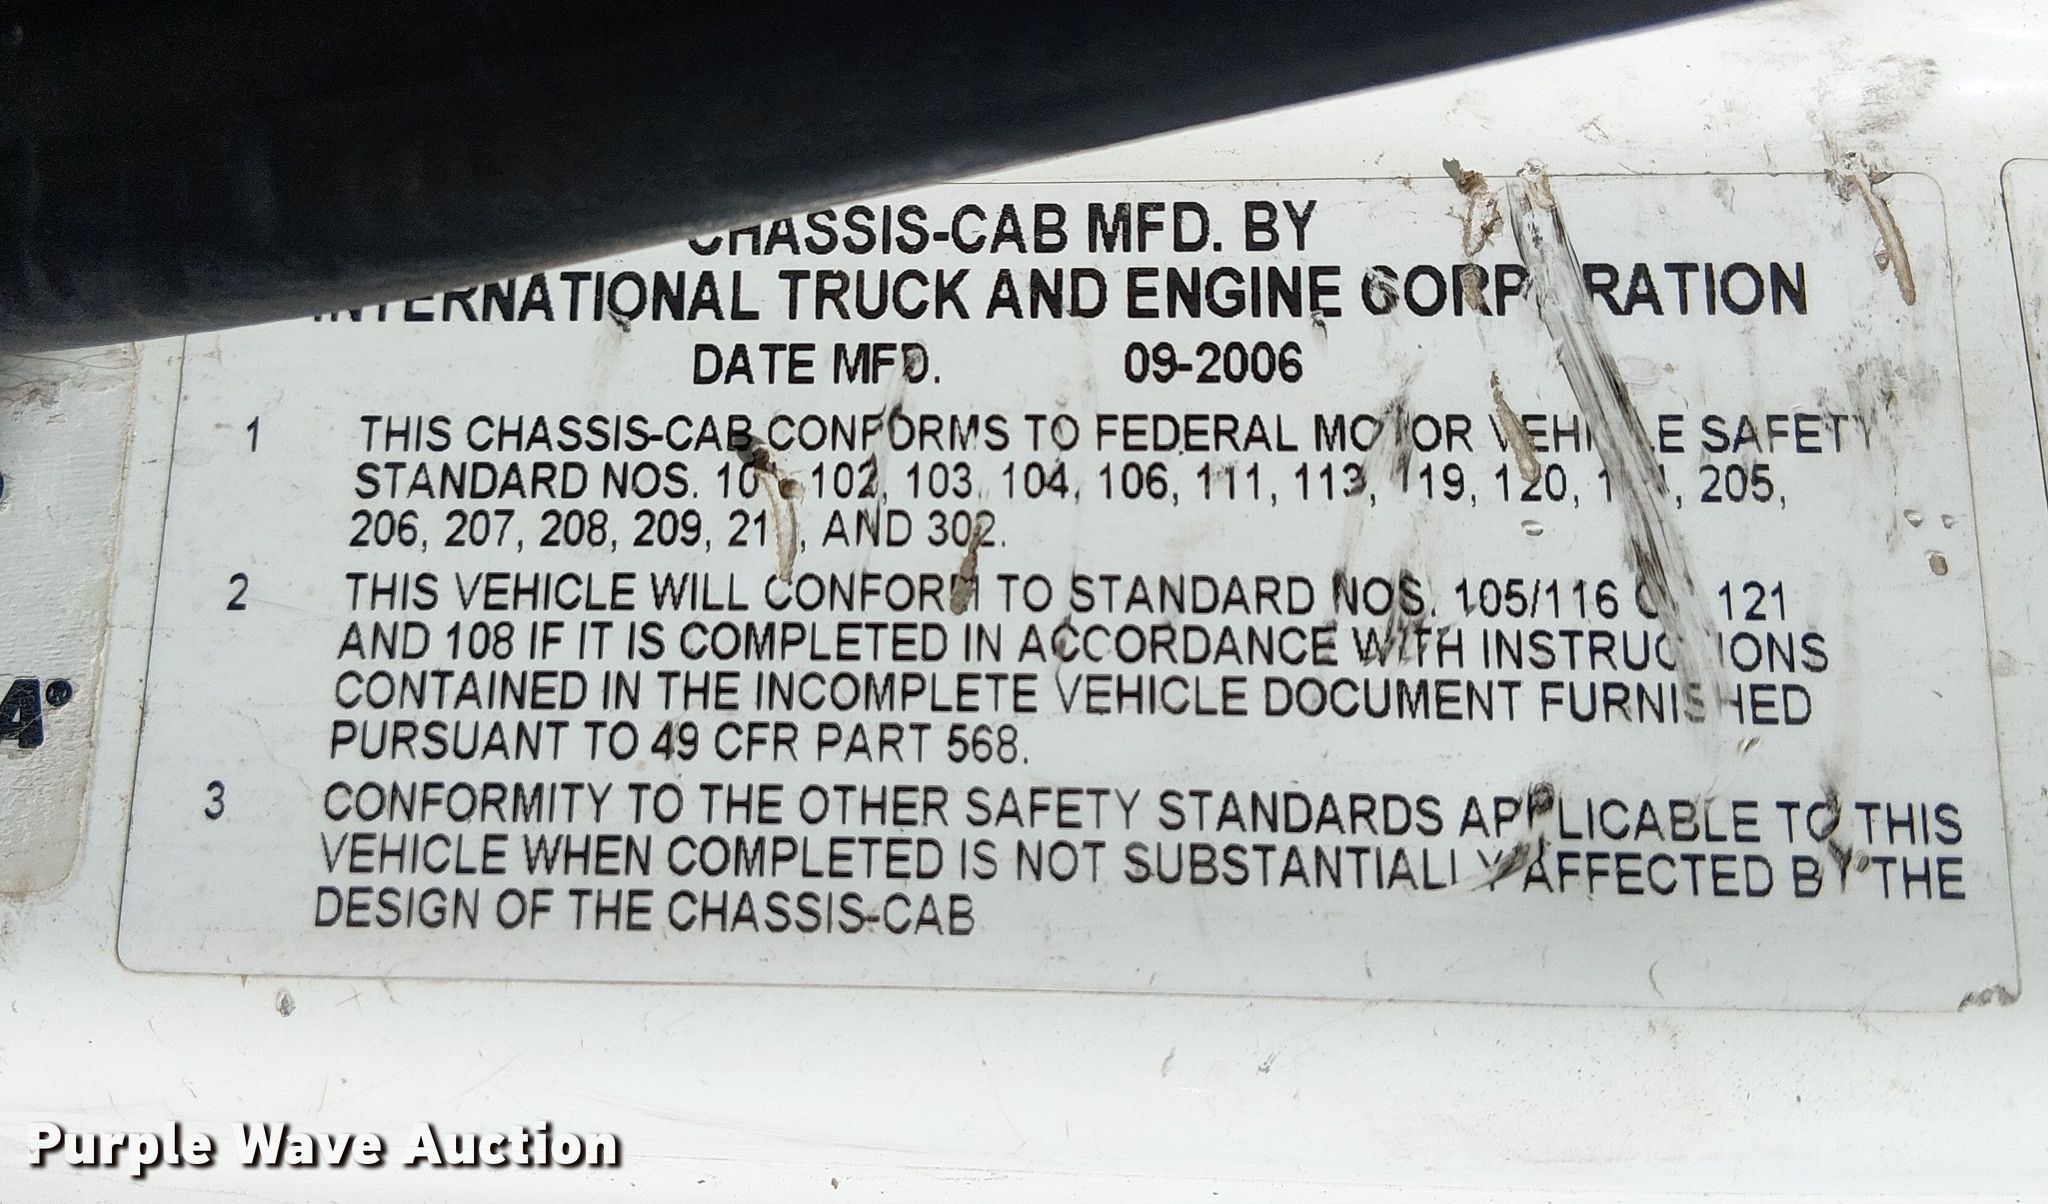 CHASSIS-CAB MFD. BY
INTERNATIONAL TRUCK AND ENGINE CORPORATION
DATE MFD. 09-2006
1 THIS CHASSIS-CAB CONFORMS TO FEDERAL MOTOR VEHICLE SAFETY
STANDARD NOS. 102, 103, 104, 106, 111, 113, 119, 120, 205,
206, 207, 208, 209, AND 302.
2 THIS VEHICLE WILL CONFORM TO STANDARD NOS. 105/116 OR 121
AND 108 IF IT IS COMPLETED IN ACCORDANCE WITH INSTRUCTIONS
CONTAINED IN THE INCOMPLETE VEHICLE DOCUMENT FURNISHED
PURSUANT TO 49 CFR PART 568.
3 CONFORMITY TO THE OTHER SAFETY STANDARDS APPLICABLE TO THIS
VEHICLE WHEN COMPLETED IS NOT SUBSTANTIALLY AFFECTED BY THE
DESIGN OF THE CHASSIS-CAB
A®
Purple Wave Auction